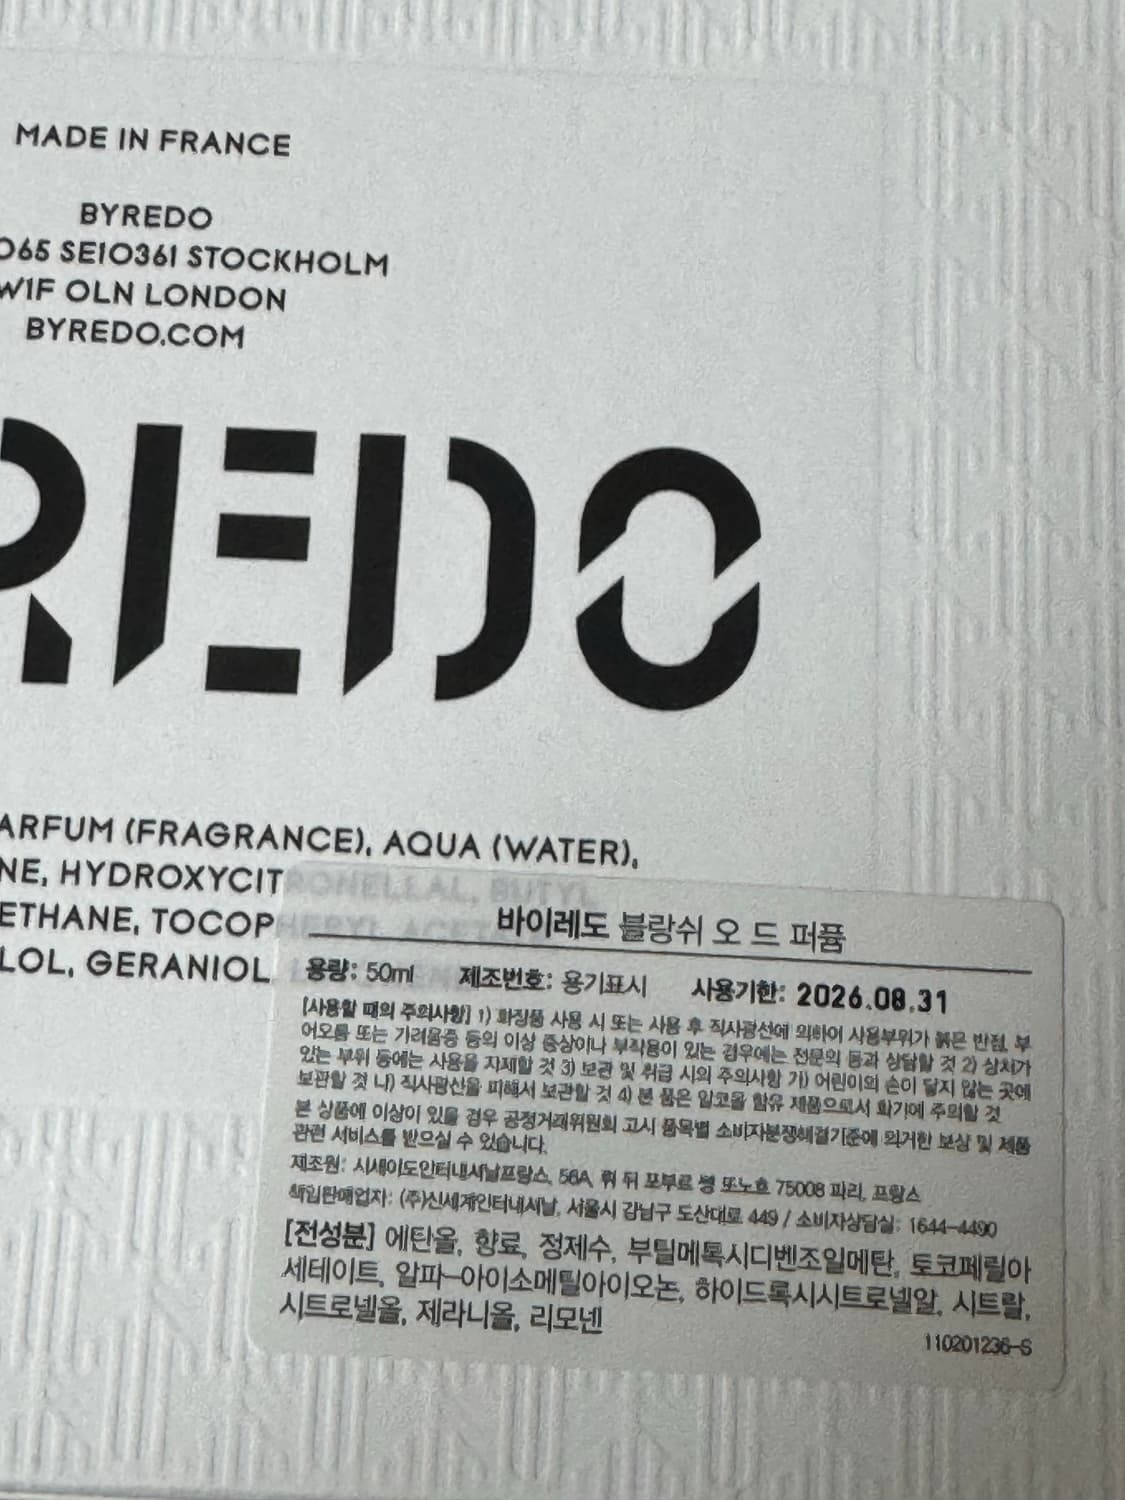 MADE IN FRANCE
BYREDO
O65 SE10361 STOCKHOLM
W1F OLN LONDON
BYREDO.COM
REDO
ARFUM (FRAGRANCE), AQUA (WATER),
NE, HYDROXYCITRONELLAL, BUTYL
ETHANE, TOCOPHERYL ACETATE
LOL, GERANIOL,
바이레도 블랑쉬 오 드 퍼퓸
용량: 50ml 제조번호: 용기표시 사용기한: 2026.08.31
[사용할 때의 주의사항] 1) 화장품 사용 시 또는 사용 후 직사광선에 의하여 사용부위가 붉은 반점, 부
어오름 또는 가려움증 등의 이상 증상이나 부작용이 있는 경우에는 전문의 등과 상담할 것 2) 상처가
있는 부위 등에는 사용을 자제할 것 3) 보관 및 취급 시의 주의사항 가) 어린이의 손이 닿지 않는 곳에
보관할 것 나) 직사광선을 피해서 보관할 것 4) 본 품은 알코올 함유 제품으로서 화기에 주의할 것
본 상품에 이상이 있을 경우 공정거래위원회 고시 품목별 소비자분쟁해결기준에 의거한 보상 및 제품
관련 서비스를 받으실 수 있습니다.
제조원: 시세이도인터내셔날프랑스, 56A, 뤼 뒤 포부르 쌩 또노흐 75008 파리, 프랑스
책임판매업자: (주)신세계인터내셔날, 서울시 강남구 도산대로 449 / 소비자상담실: 1644-4490
[전성분] 에탄올, 향료, 정제수, 부틸메톡시디벤조일메탄, 토코페릴아
세테이트, 알파-아이소메틸아이오논, 하이드록시시트로넬알, 시트랄,
시트로넬올, 제라니올, 리모넨
110201236-S